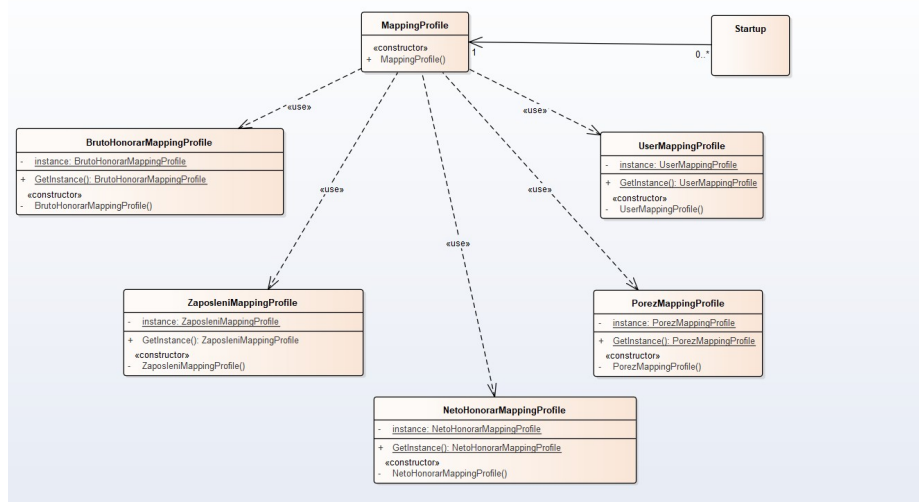 MappingProfile
«constructor»
+ MappingProfile()
Startup
1
0..*
«use»
«use»
«use»
«use»
«use»
BrutoHonorarMappingProfile
- instance: BrutoHonorarMappingProfile
+ GetInstance(): BrutoHonorarMappingProfile
«constructor»
- BrutoHonorarMappingProfile()
UserMappingProfile
- instance: UserMappingProfile
+ GetInstance(): UserMappingProfile
«constructor»
- UserMappingProfile()
ZaposleniMappingProfile
- instance: ZaposleniMappingProfile
+ GetInstance(): ZaposleniMappingProfile
«constructor»
- ZaposleniMappingProfile()
PorezMappingProfile
- instance: PorezMappingProfile
+ GetInstance(): PorezMappingProfile
«constructor»
- PorezMappingProfile()
NetoHonorarMappingProfile
- instance: NetoHonorarMappingProfile
+ GetInstance(): NetoHonorarMappingProfile
«constructor»
- NetoHonorarMappingProfile()